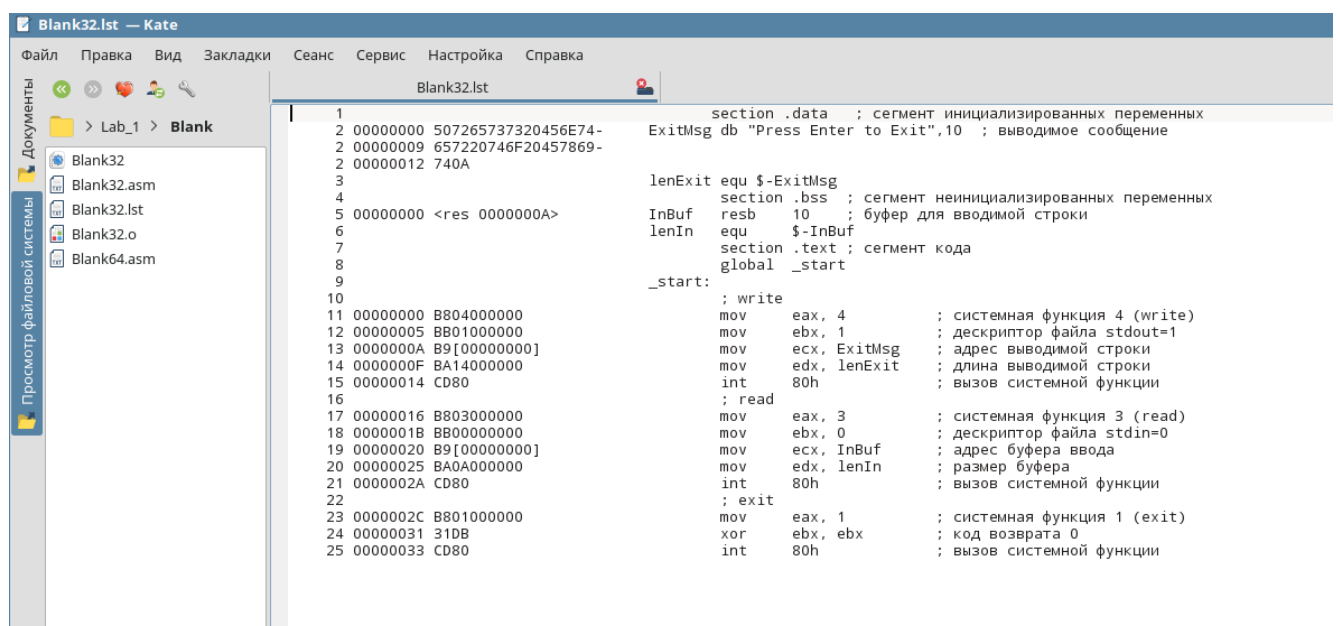 Blank32.lst — Kate
Файл Правка Вид Закладки Сеанс Сервис Настройка Справка
Документы
Просмотр файловой системы
> Lab_1 > Blank
Blank32
Blank32.asm
Blank32.lst
Blank32.o
Blank64.asm
Blank32.lst
1 section .data ; сегмент инициализированных переменных
2 00000000 507265737320456E74- ExitMsg db "Press Enter to Exit",10 ; выводимое сообщение
2 00000009 657220746F20457869-
2 00000012 740A
3 lenExit equ $-ExitMsg
4 section .bss ; сегмент неинициализированных переменных
5 00000000 <res 0000000A> InBuf resb 10 ; буфер для вводимой строки
6 lenIn equ $-InBuf
7 section .text ; сегмент кода
8 global _start
9 _start:
10 ; write
11 00000000 B804000000 mov eax, 4 ; системная функция 4 (write)
12 00000005 BB01000000 mov ebx, 1 ; дескриптор файла stdout=1
13 0000000A B9[00000000] mov ecx, ExitMsg ; адрес выводимой строки
14 0000000F BA14000000 mov edx, lenExit ; длина выводимой строки
15 00000014 CD80 int 80h ; вызов системной функции
16 ; read
17 00000016 B803000000 mov eax, 3 ; системная функция 3 (read)
18 0000001B BB00000000 mov ebx, 0 ; дескриптор файла stdin=0
19 00000020 B9[00000000] mov ecx, InBuf ; адрес буфера ввода
20 00000025 BA0A000000 mov edx, lenIn ; размер буфера
21 0000002A CD80 int 80h ; вызов системной функции
22 ; exit
23 0000002C B801000000 mov eax, 1 ; системная функция 1 (exit)
24 00000031 31DB xor ebx, ebx ; код возврата 0
25 00000033 CD80 int 80h ; вызов системной функции